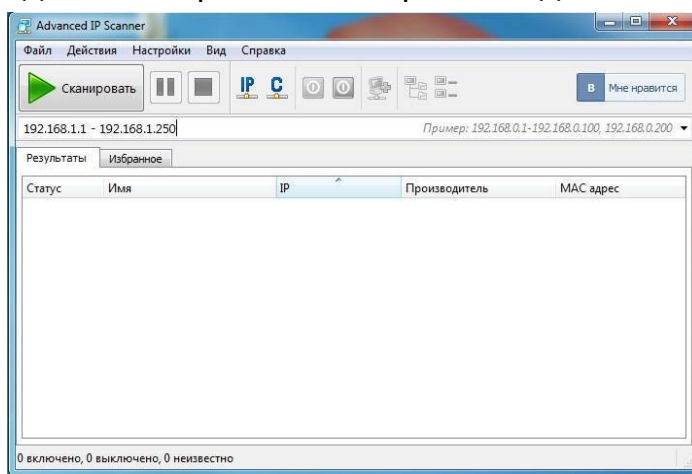 Advanced IP Scanner
Файл Действия Настройки Вид Справка
Сканировать IP C В Мне нравится
192.168.1.1 - 192.168.1.250 Пример: 192.168.0.1-192.168.0.100, 192.168.0.200
Результаты Избранное
Статус Имя IP Производитель MAC адрес
0 включено, 0 выключено, 0 неизвестно